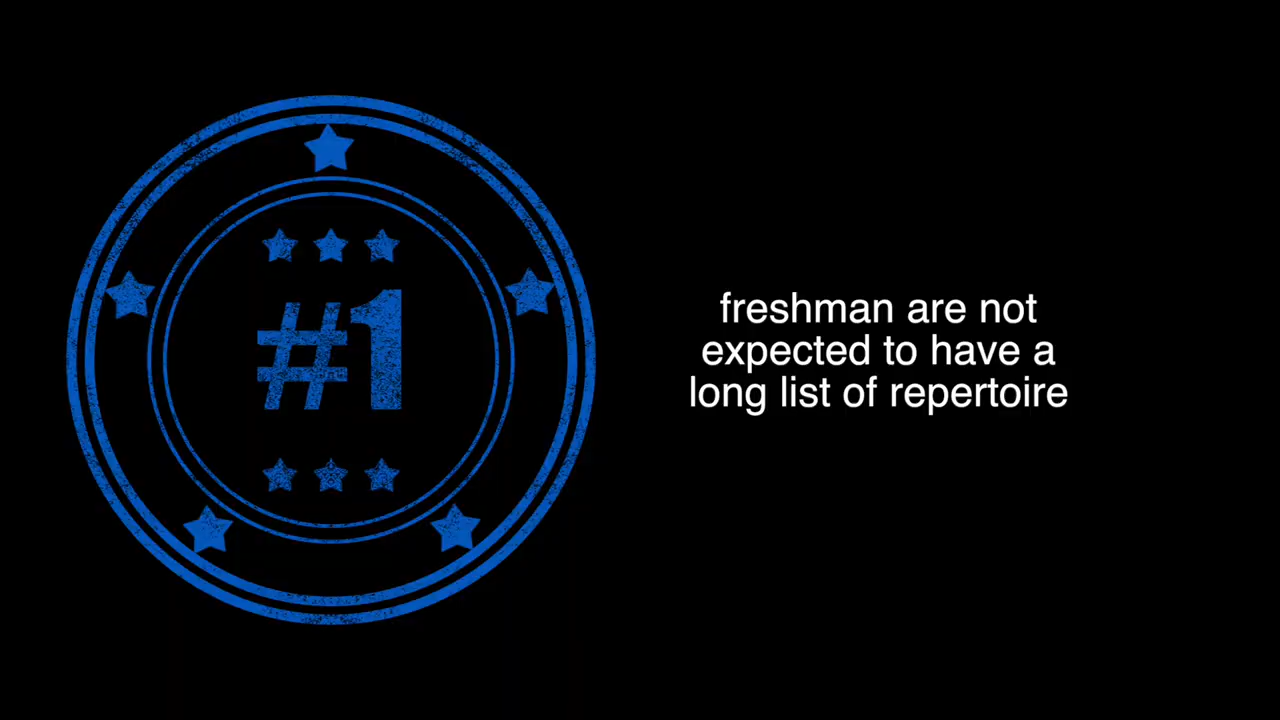 #1
freshman are not
expected to have a
long list of repertoire